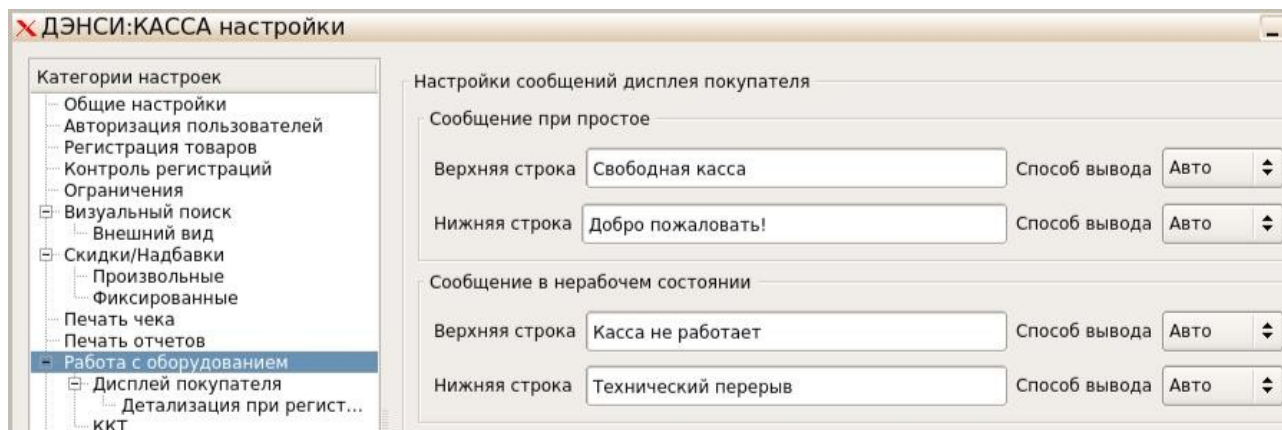 ДЭНСИ:КАССА настройки
Категории настроек
Общие настройки
Авторизация пользователей
Регистрация товаров
Контроль регистраций
Ограничения
Визуальный поиск
Внешний вид
Скидки/Надбавки
Произвольные
Фиксированные
Печать чека
Печать отчетов
Работа с оборудованием
Дисплей покупателя
Детализация при регист...
ККТ
Настройки сообщений дисплея покупателя
Сообщение при простое
Верхняя строка Свободная касса Способ вывода Авто
Нижняя строка Добро пожаловать! Способ вывода Авто
Сообщение в нерабочем состоянии
Верхняя строка Касса не работает Способ вывода Авто
Нижняя строка Технический перерыв Способ вывода Авто